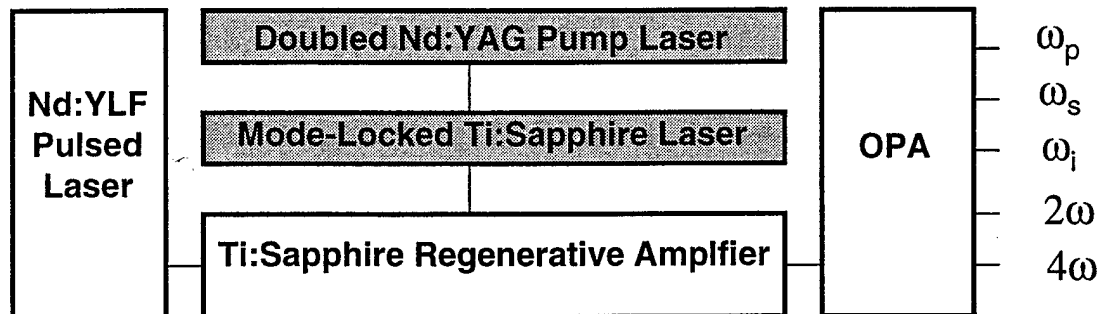 Doubled Nd:YAG Pump Laser
Nd:YLF
Pulsed
Laser
Mode-Locked Ti:Sapphire Laser
Ti:Sapphire Regenerative Amplfier
OPA
ωp
ωs
ωi
2ω
4ω